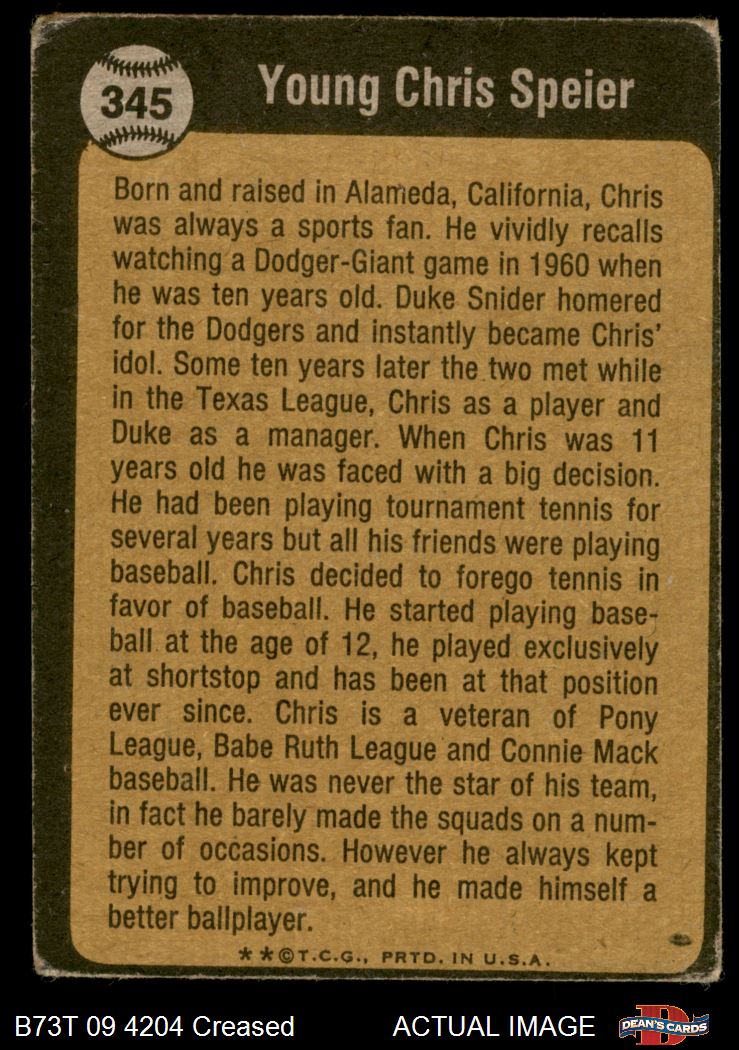 345
Young Chris Speier
Born and raised in Alameda, California, Chris
was always a sports fan. He vividly recalls
watching a Dodger-Giant game in 1960 when
he was ten years old. Duke Snider homered
for the Dodgers and instantly became Chris'
idol. Some ten years later the two met while
in the Texas League, Chris as a player and
Duke as a manager. When Chris was 11
years old he was faced with a big decision.
He had been playing tournament tennis for
several years but all his friends were playing
baseball. Chris decided to forego tennis in
favor of baseball. He started playing base-
ball at the age of 12, he played exclusively
at shortstop and has been at that position
ever since. Chris is a veteran of Pony
League, Babe Ruth League and Connie Mack
baseball. He was never the star of his team,
in fact he barely made the squads on a num-
ber of occasions. However he always kept
trying to improve, and he made himself a
better ballplayer.
**©T.C.G., PRTD. IN U.S.A.
B73T 09 4204 Creased
ACTUAL IMAGE
D
DEAN'S CARDS